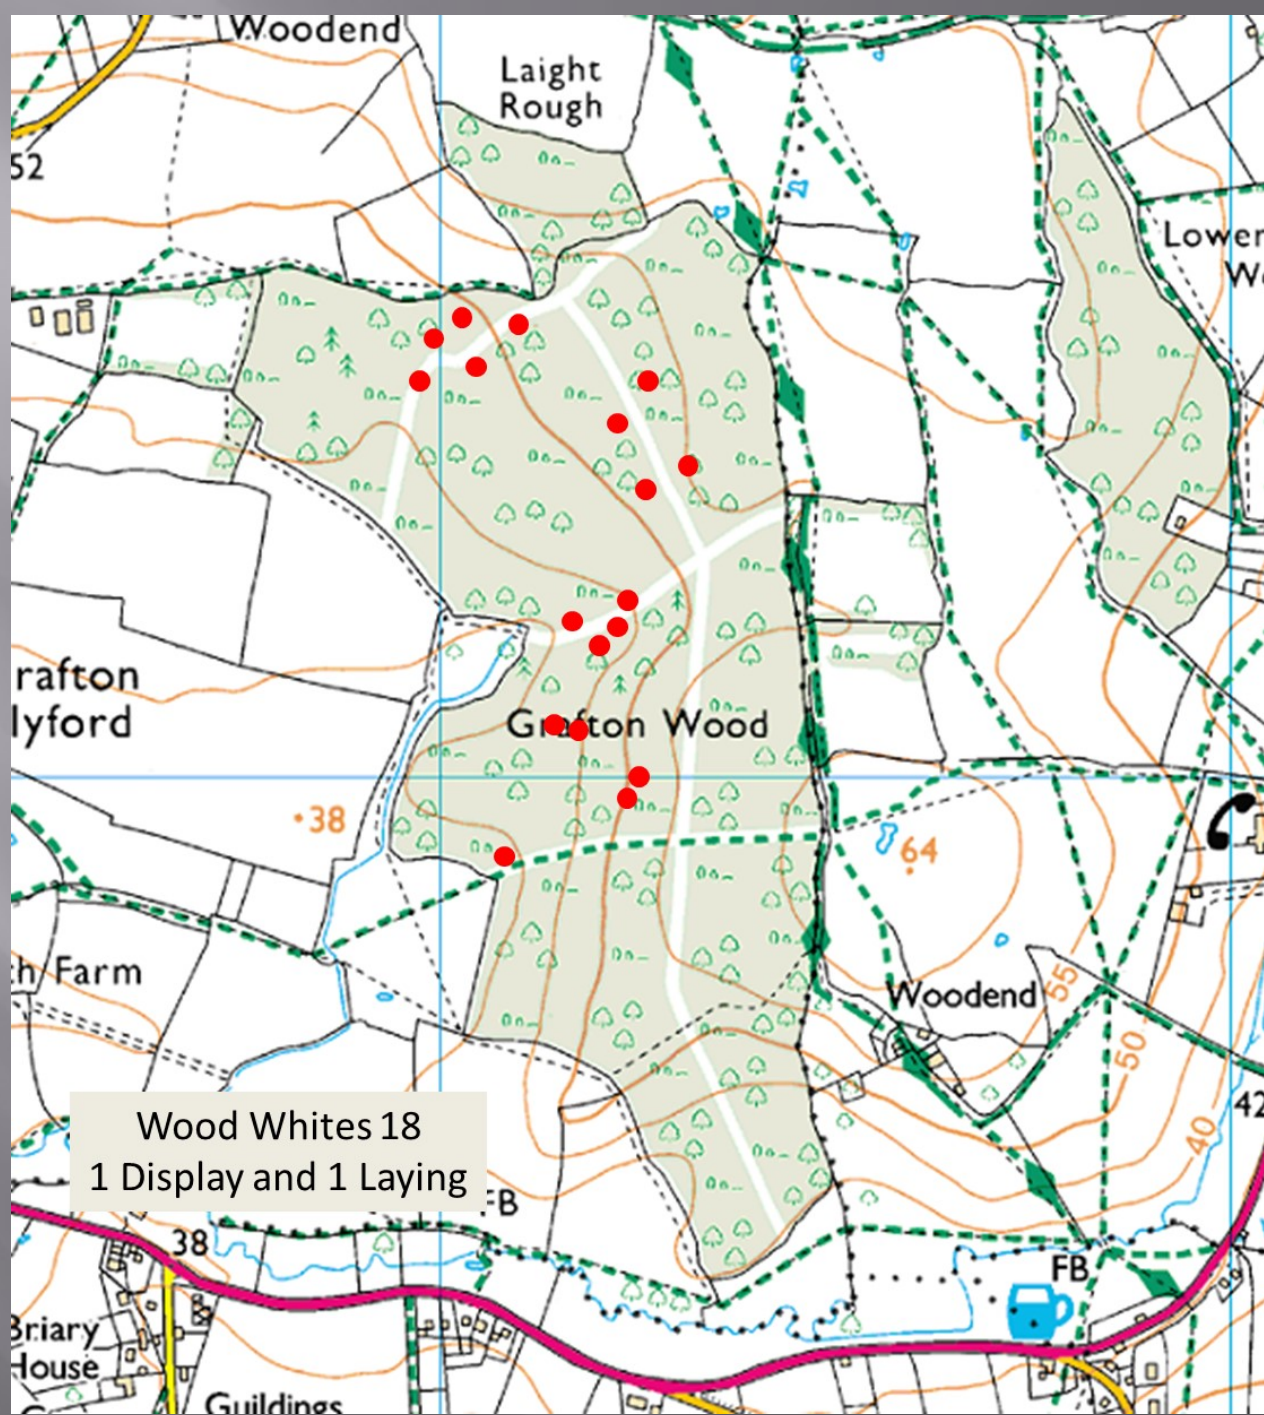 Woodend
Laight
Rough
52
Lower
rafton
lyford
Grafton Wood
38
64
h Farm
Woodend
55
50
42
40
Wood Whites 18
1 Display and 1 Laying
FB
38
FB
Briary
House
Guildings